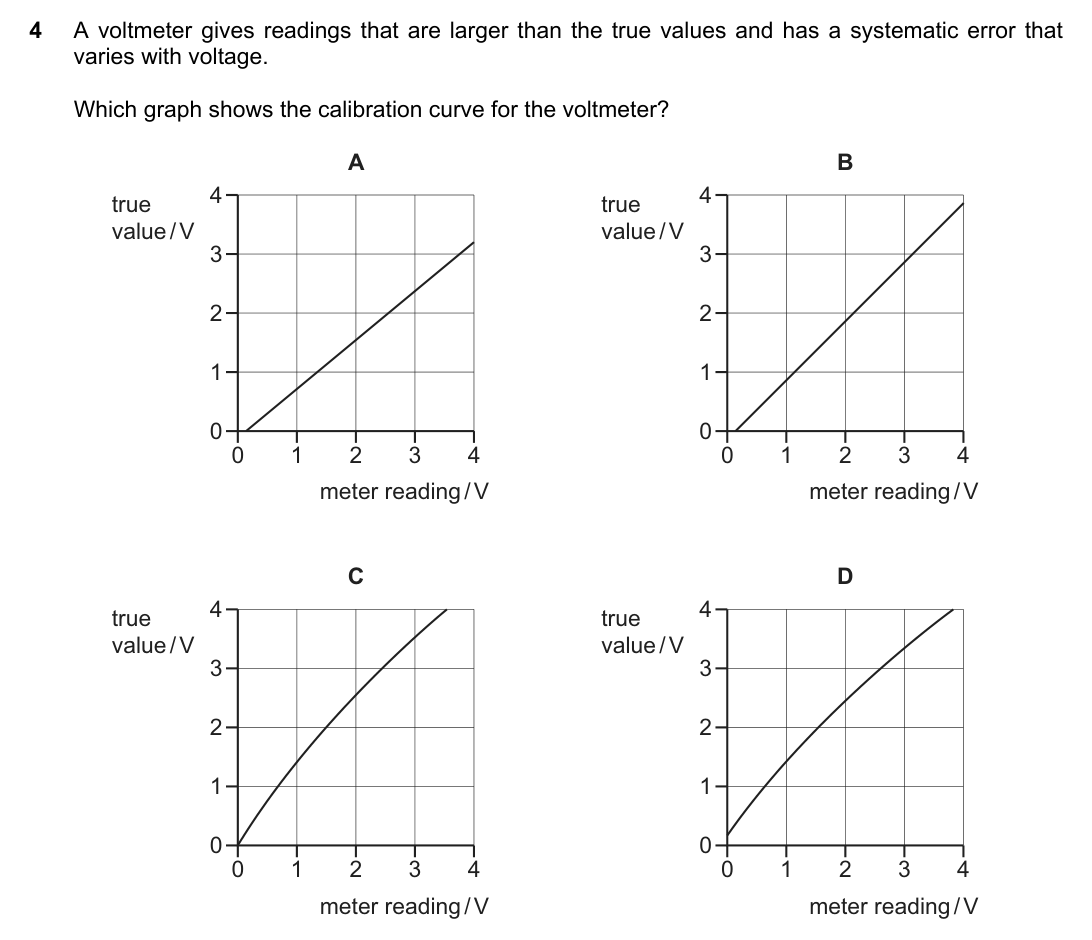 4 A voltmeter gives readings that are larger than the true values and has a systematic error that
varies with voltage.
Which graph shows the calibration curve for the voltmeter?
A
true
value/V
4
3
2
1
0
0 1 2 3 4
meter reading/V
B
true
value/V
4
3
2
1
0
0 1 2 3 4
meter reading/V
C
true
value/V
4
3
2
1
0
0 1 2 3 4
meter reading/V
D
true
value/V
4
3
2
1
0
0 1 2 3 4
meter reading/V